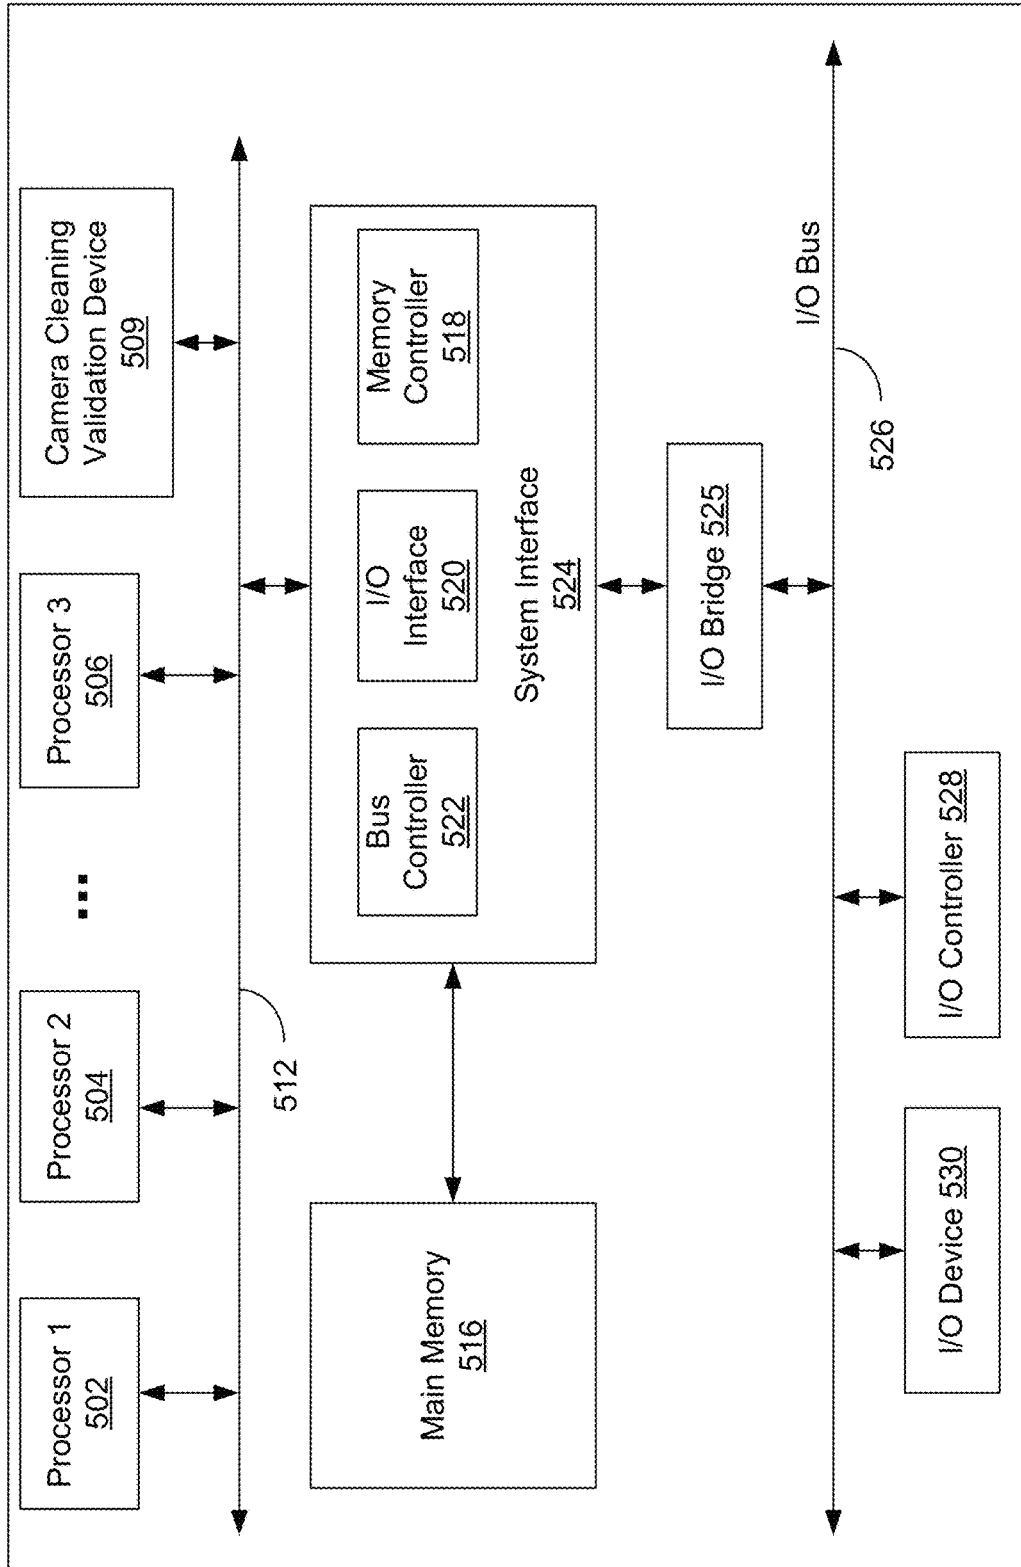 Processor 1
502
Processor 2
504
...
Processor 3
506
Camera Cleaning
Validation Device
509
512
Main Memory
516
Bus
Controller
522
I/O
Interface
520
Memory
Controller
518
System Interface
524
I/O Bridge 525
I/O Bus
526
I/O Device 530
I/O Controller 528